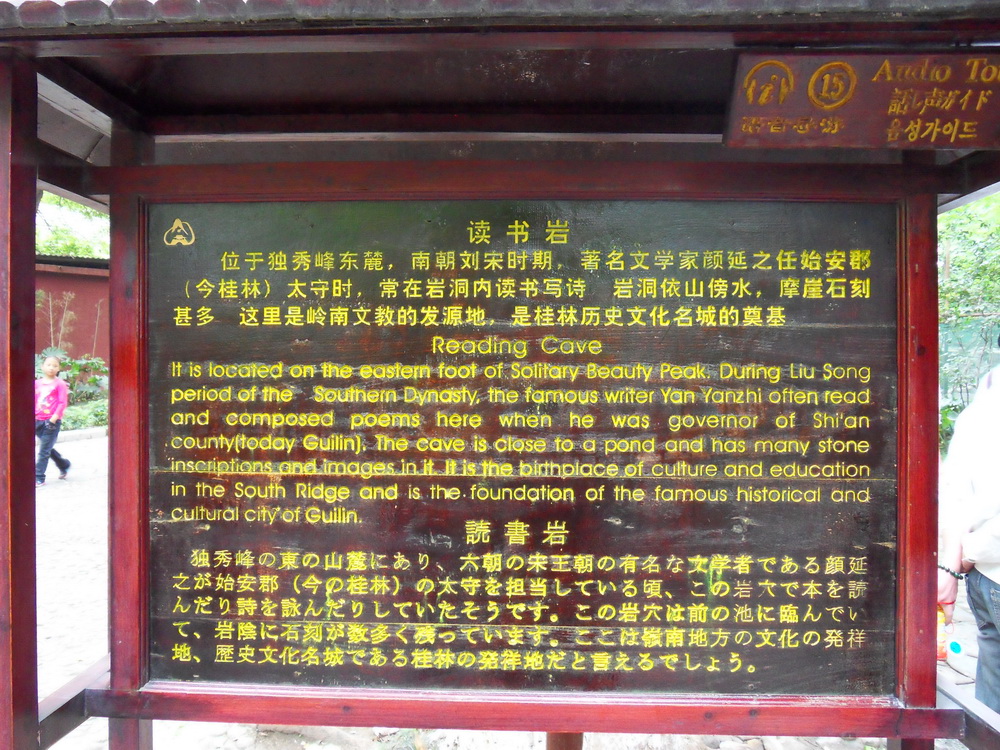 15
Audio To
話し声ガイド
음성가이드
读书岩
位于独秀峰东麓，南朝刘宋时期 著名文学家颜延之任始安郡
（今桂林）太守时，常在岩洞内读书写诗 岩洞依山傍水，摩崖石刻
甚多 这里是岭南文教的发源地，是桂林历史文化名城的奠基
Reading Cave
It is located on the eastern foot of Solitary Beauty Peak. During Liu Song
period of the Southern Dynasty, the famous writer Yan Yanzhi often read
and composed poems here when he was governor of Shi'an
county(today Guilin). The cave is close to a pond and has many stone
inscriptions and images in it. It is the birthplace of culture and education
in the South Ridge and is the foundation of the famous historical and
cultural city of Guilin.
読書岩
独秀峰の東の山麓にあり、六朝の宋王朝の有名な文学者である顔延
之が始安郡（今の桂林）の太守を担当している頃、この岩穴で本を読
んだり詩を詠んだりしていたそうです。この岩穴は前の池に臨んでい
て、岩陰に石刻が数多く残っています。ここは嶺南地方の文化の発祥
地、歴史文化名城である桂林の発祥地だと言えるでしょう。